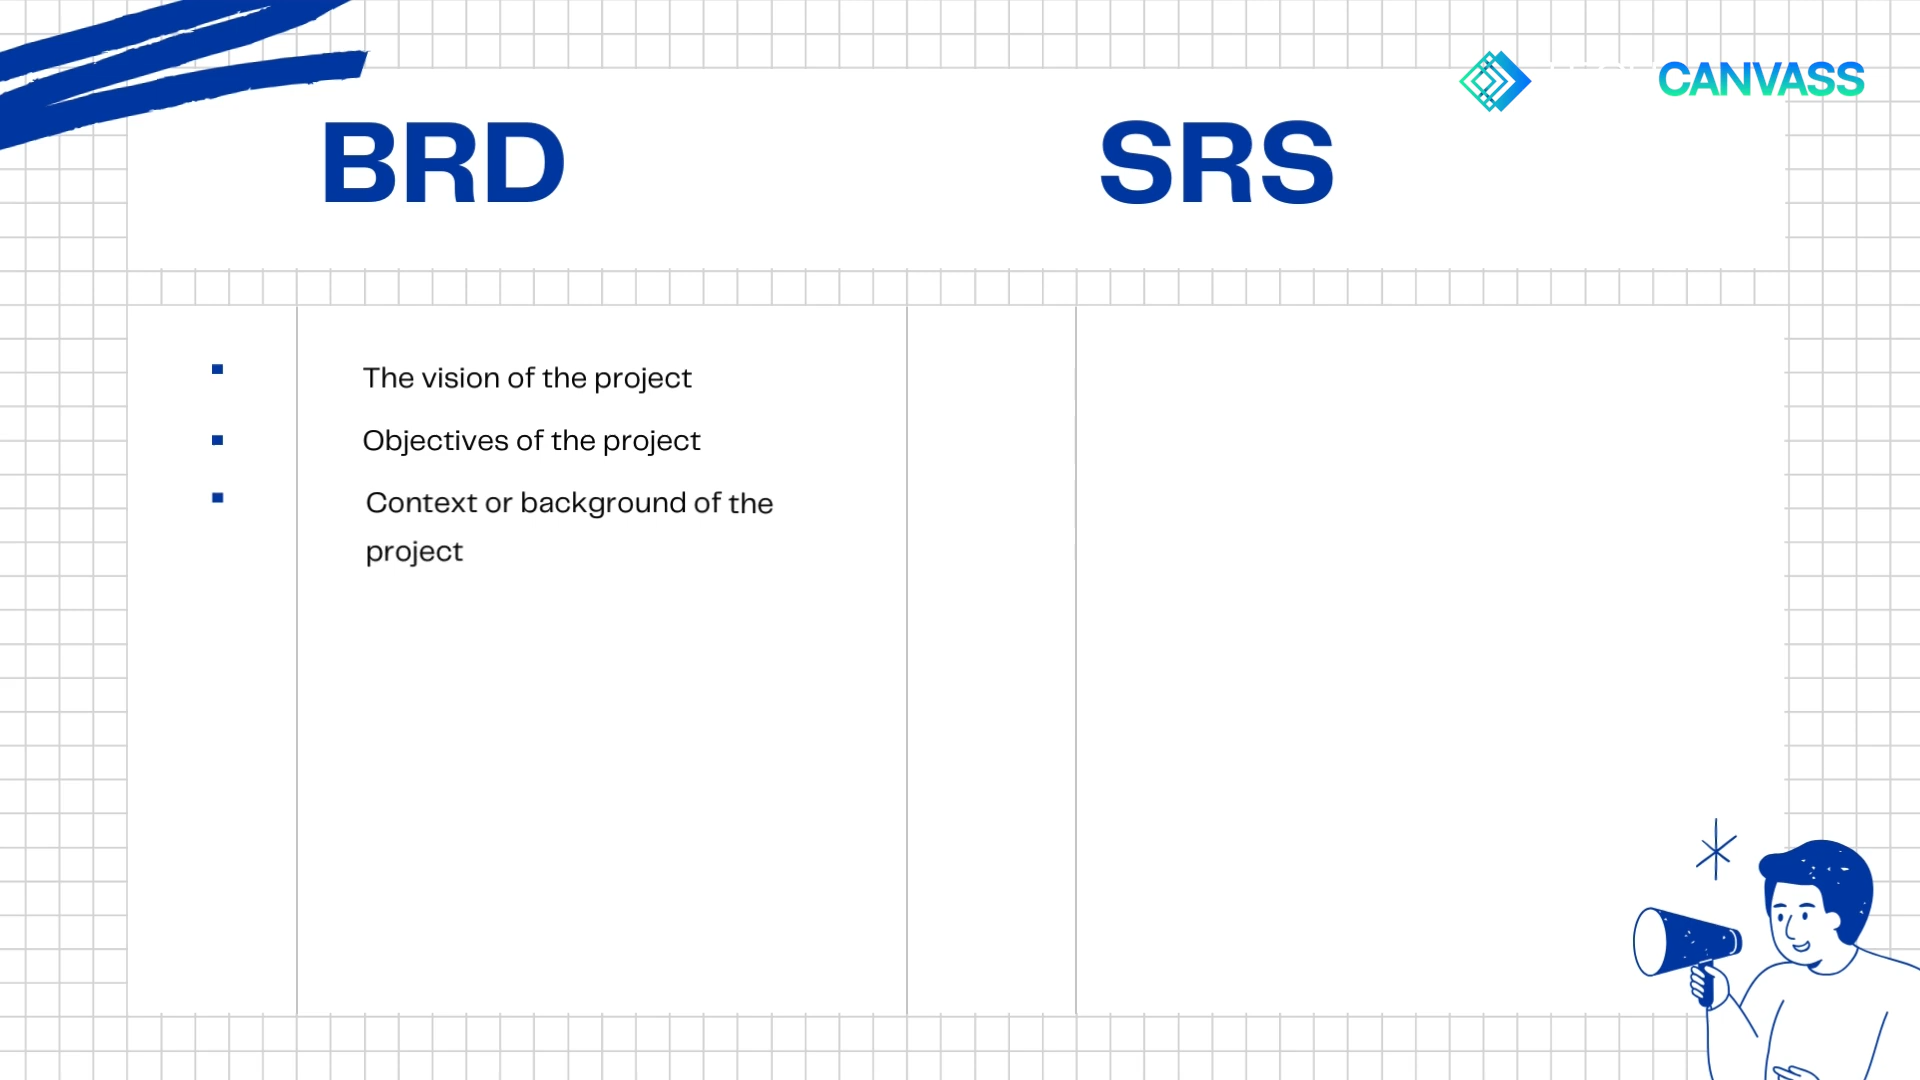 CANVASS
BRD
SRS
The vision of the project
Objectives of the project
Context or background of the
project